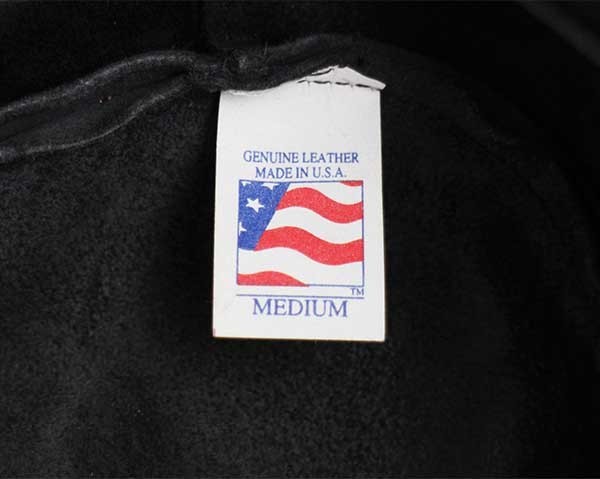 GENUINE LEATHER
MADE IN U.S.A.
TM
MEDIUM